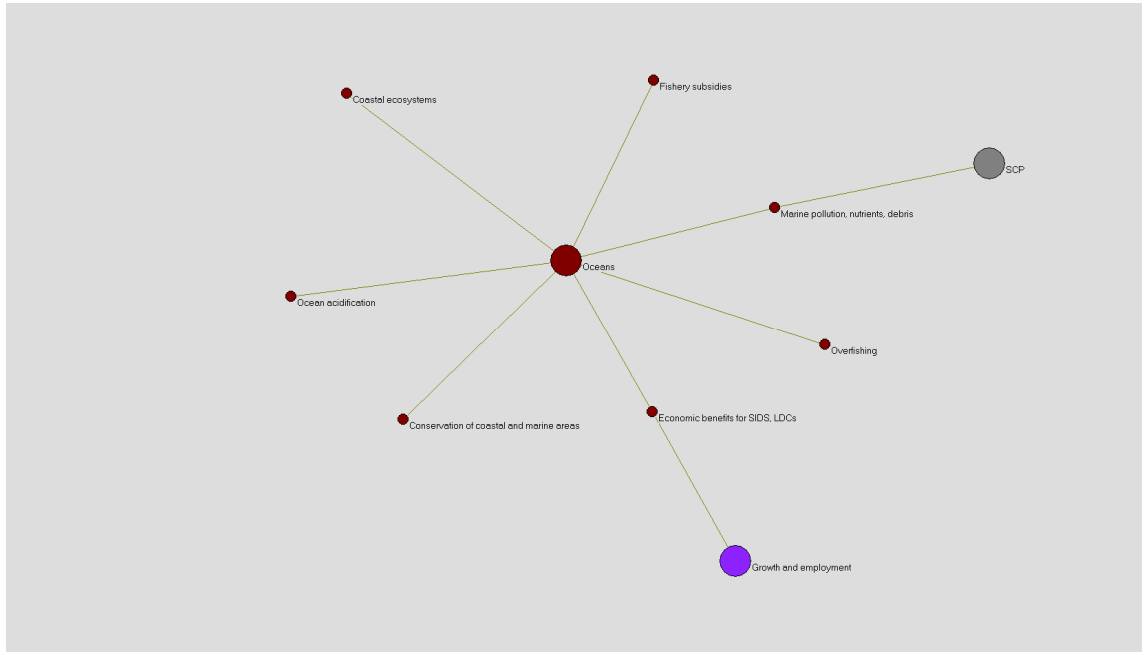 Fishery subsidies
Coastal ecosystems
SCP
Marine pollution, nutrients, debris
Oceans
Ocean acidification
Overfishing
Economic benefits for SIDS, LDCs
Conservation of coastal and marine areas
Growth and employment